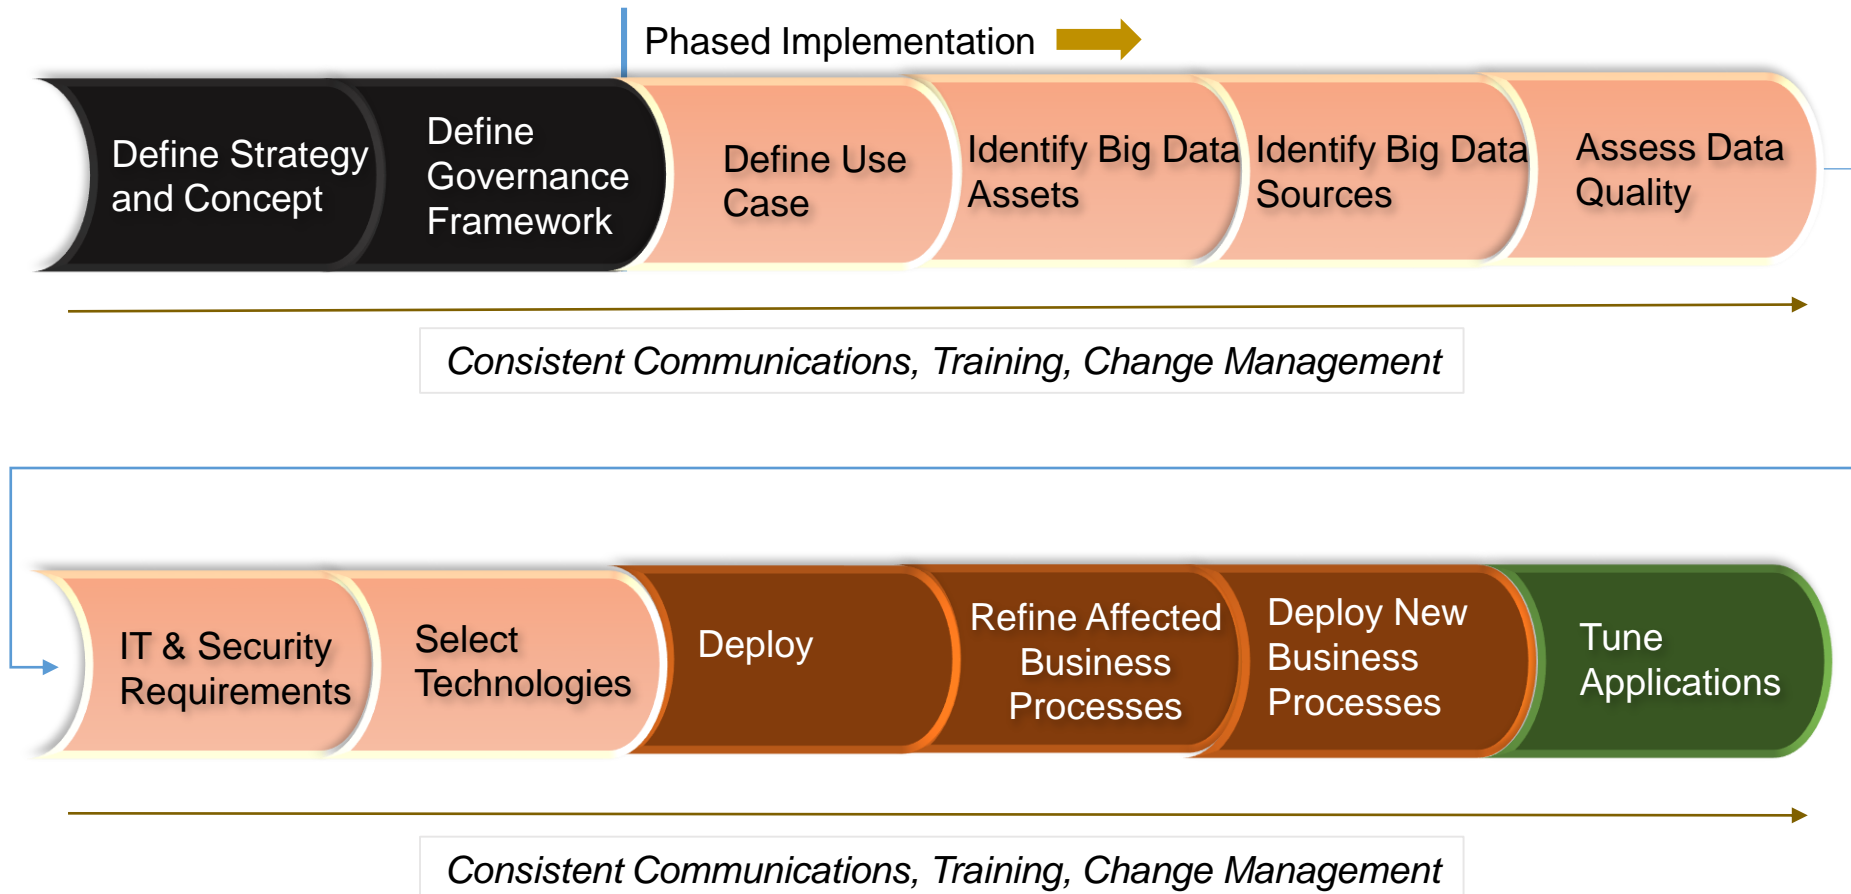 Phased Implementation
Define Strategy
and Concept
Define
Governance
Framework
Define Use
Case
Identify Big Data
Assets
Identify Big Data
Sources
Assess Data
Quality
Consistent Communications, Training, Change Management
IT & Security
Requirements
Select
Technologies
Deploy
Refine Affected
Business
Processes
Deploy New
Business
Processes
Tune
Applications
Consistent Communications, Training, Change Management